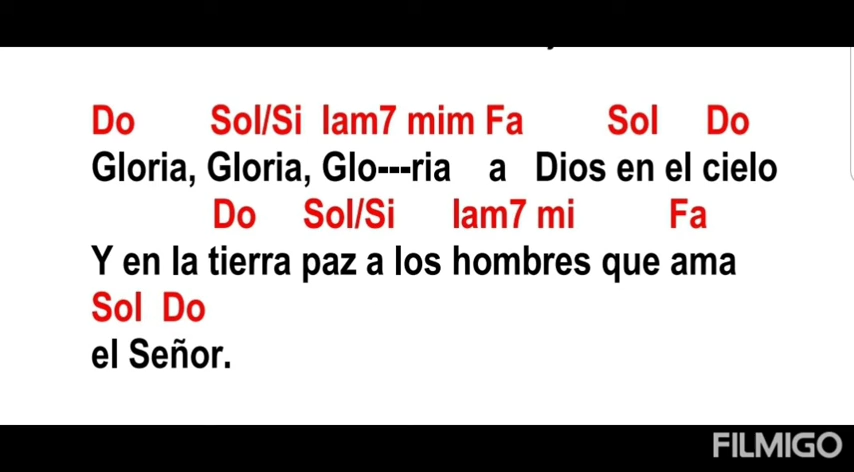 Do Sol/Si lam7 mim Fa Sol Do
Gloria, Gloria, Glo---ria a Dios en el cielo
Do Sol/Si lam7 mi Fa
Y en la tierra paz a los hombres que ama
Sol Do
el Señor.
FILMIGO